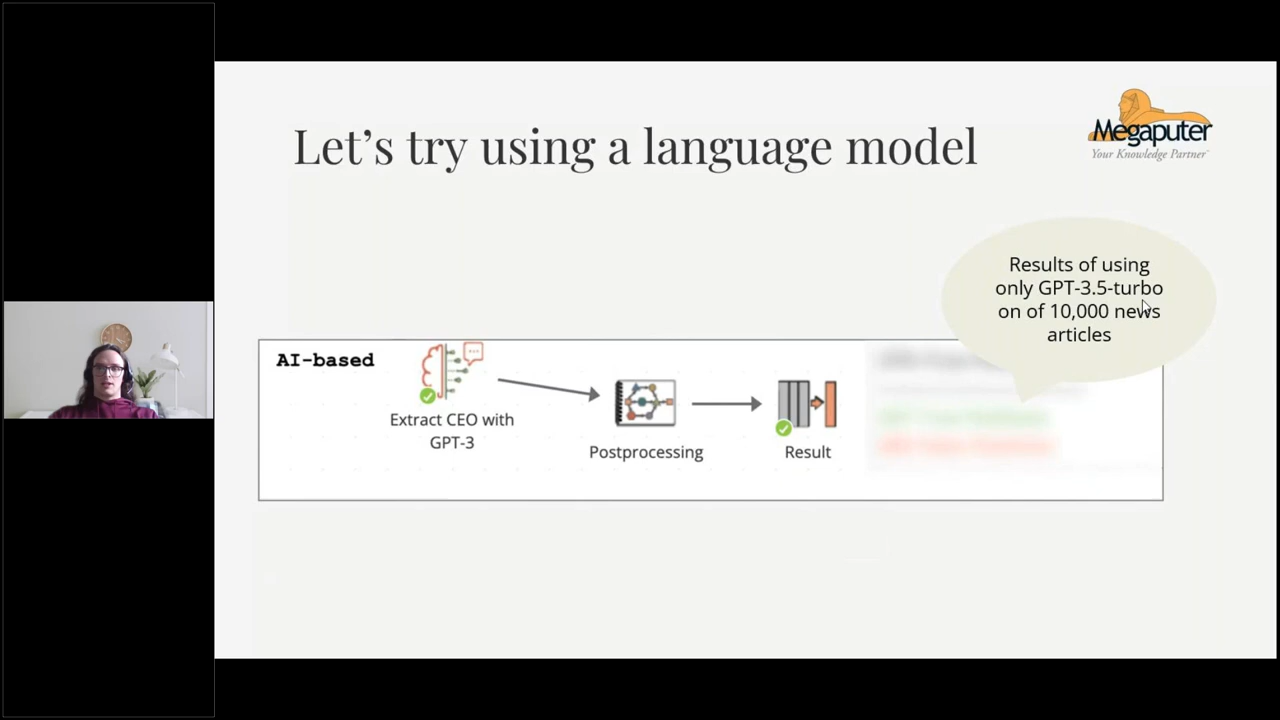 Let's try using a language model
Megaputer
Your Knowledge Partner
Results of using
only GPT-3.5-turbo
on of 10,000 news
articles
AI-based
Extract CEO with
GPT-3
Postprocessing
Result